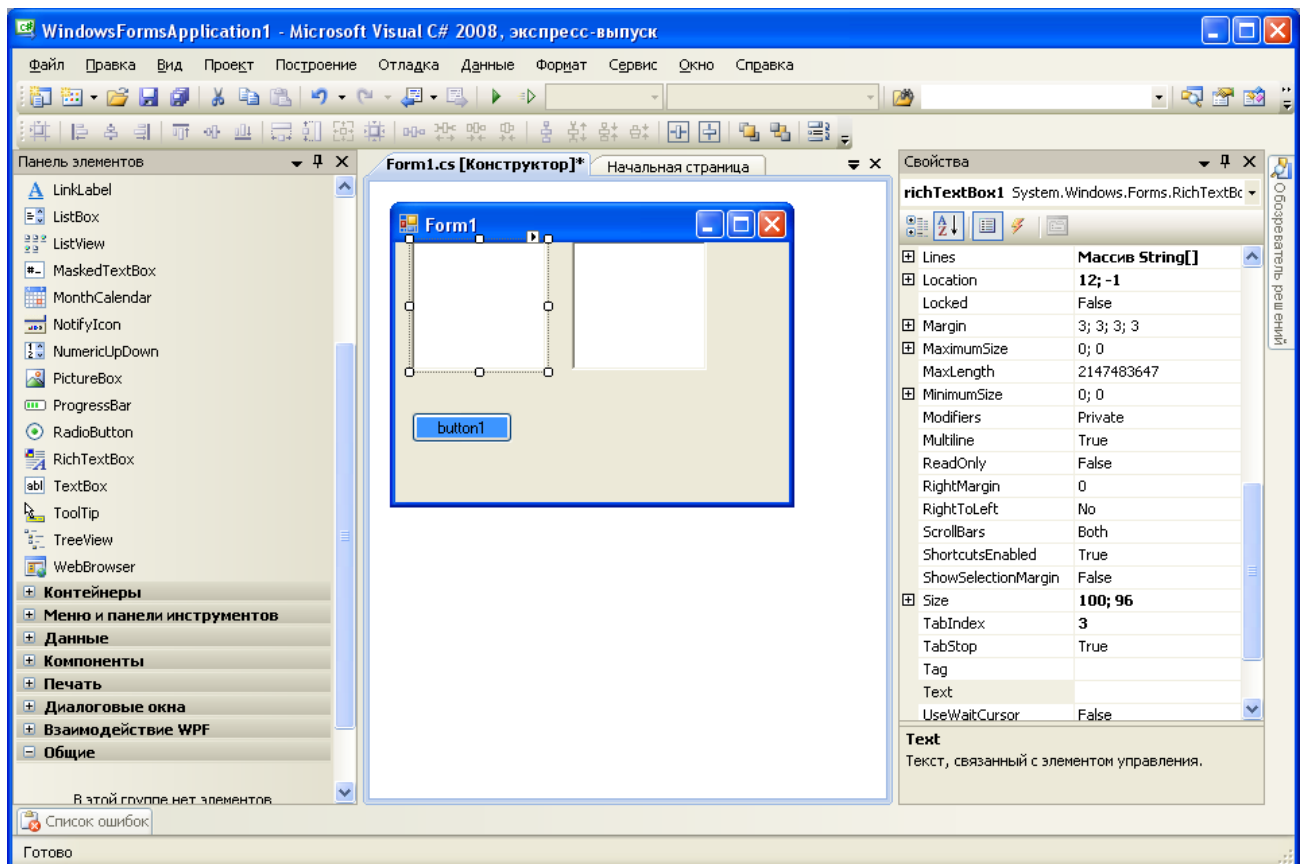 WindowsFormsApplication1 - Microsoft Visual C# 2008, экспресс-выпуск
Файл Правка Вид Проект Построение Отладка Данные Формат Сервис Окно Справка
Панель элементов
LinkLabel
ListBox
ListView
MaskedTextBox
MonthCalendar
NotifyIcon
NumericUpDown
PictureBox
ProgressBar
RadioButton
RichTextBox
TextBox
ToolTip
TreeView
WebBrowser
Контейнеры
Меню и панели инструментов
Данные
Компоненты
Печать
Диалоговые окна
Взаимодействие WPF
Общие
В этой группе нет элементов
Form1.cs [Конструктор]* Начальная страница
Form1
button1
Свойства
richTextBox1 System.Windows.Forms.RichTextBo
Lines Массив String[]
Location 12; -1
Locked False
Margin 3; 3; 3; 3
MaximumSize 0; 0
MaxLength 2147483647
MinimumSize 0; 0
Modifiers Private
Multiline True
ReadOnly False
RightMargin 0
RightToLeft No
ScrollBars Both
ShortcutsEnabled True
ShowSelectionMargin False
Size 100; 96
TabIndex 3
TabStop True
Tag
Text
UseWaitCursor False
Text
Текст, связанный с элементом управления.
Обозреватель решений
Список ошибок
Готово